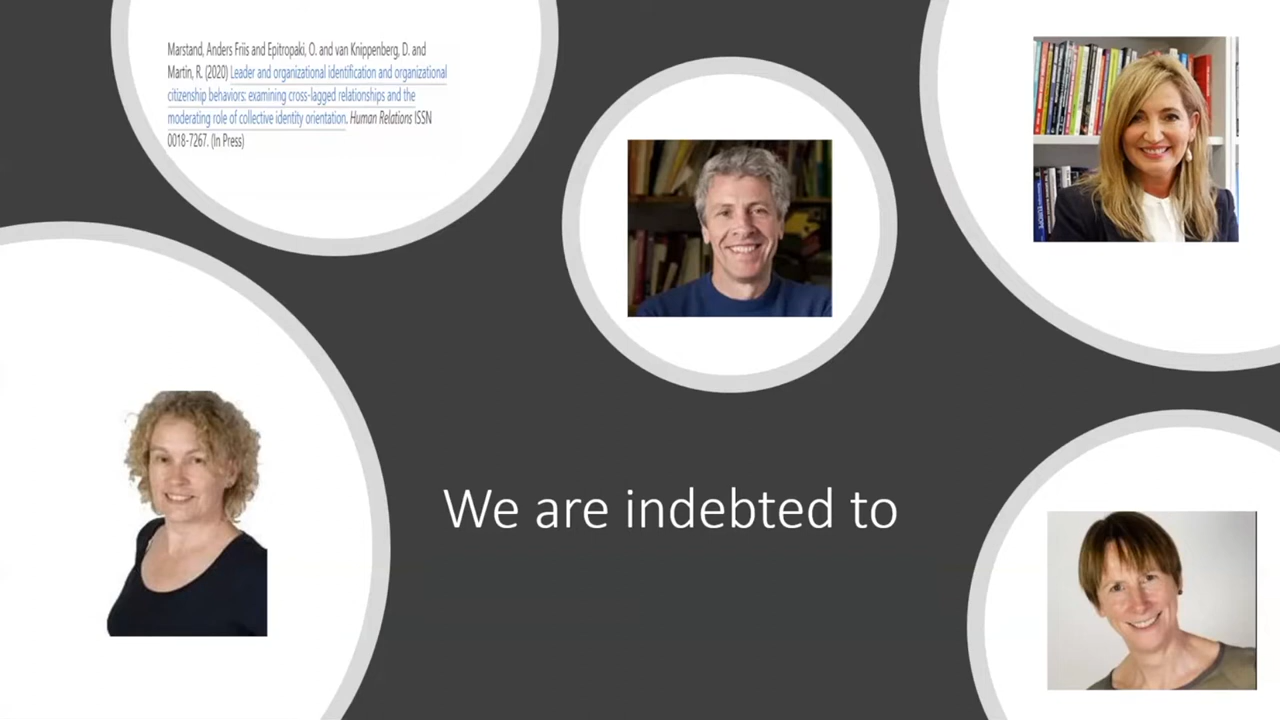 Marstand, Anders Friis and Epitropaki, O. and van Knippenberg, D. and
Martin, R. (2020) Leader and organizational identification and organizational
citizenship behaviors: examining cross-lagged relationships and the
moderating role of collective identity orientation. Human Relations ISSN
0018-7267. (In Press)
We are indebted to